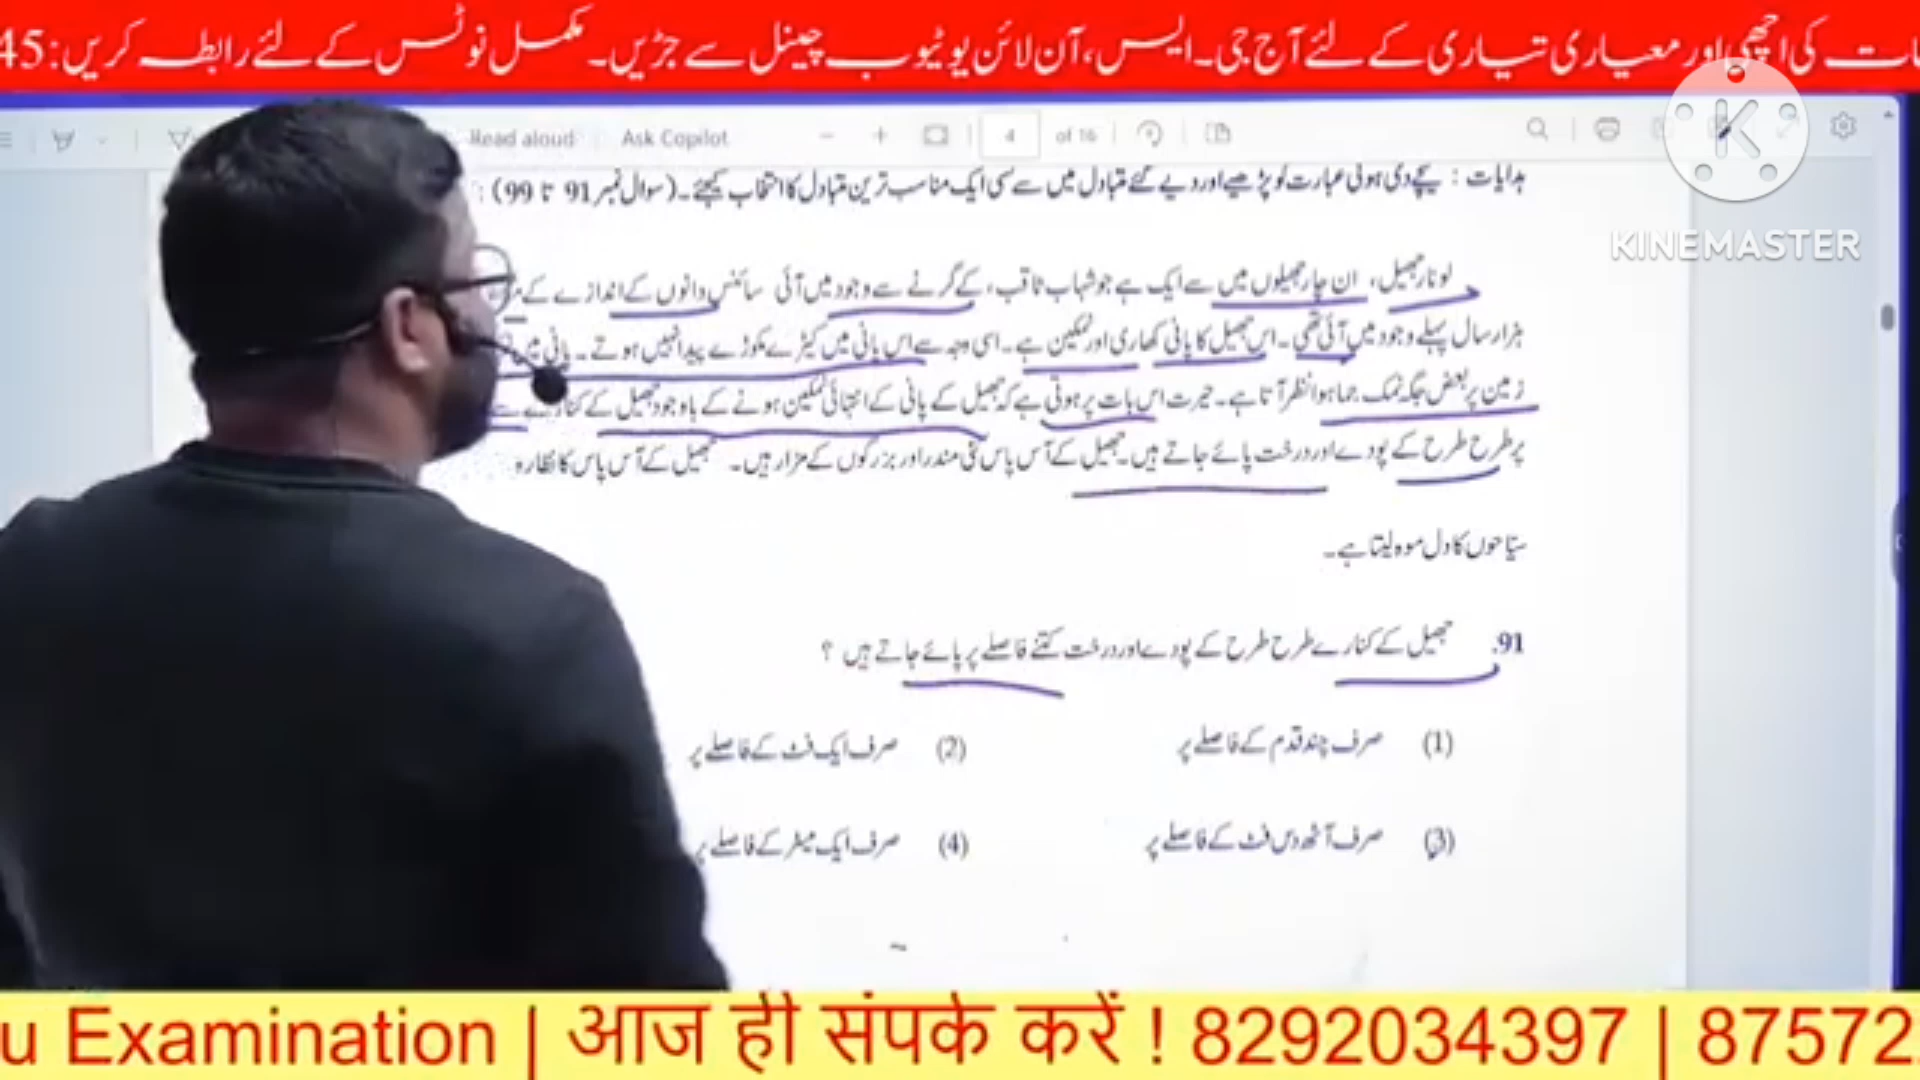 ات کی اچھی اور معیاری تیاری کے لئے آج جی۔ایس، آن لائن یوٹیوب چینل سے جڑیں۔ مکمل نوٹس کے لئے رابطہ کریں: 45
Read aloud Ask Copilot 4 of 16
KINEMASTER
ہدایات : نیچے دی ہوئی عبارت کو پڑھیے اور دیے گئے متبادل میں سے کسی ایک مناسب ترین متبادل کا انتخاب کیجئے۔ (سوال نمبر 91 تا 99) :
لونار جھیل، ان چار جھیلوں میں سے ایک ہے جو شہاب ثاقب، کے گرنے سے وجود میں آئی سائنس دانوں کے اندازے کے
ہزار سال پہلے وجود میں آئی تھی۔ اس جھیل کا پانی کھاری اور نمکین ہے۔ اسی وجہ سے اس پانی میں کیڑے مکوڑے پیدا نہیں ہوتے۔ پانی میں
زمین پر بعض جگہ نمک جما ہوا نظر آتا ہے۔ حیرت اس بات پر ہوتی ہے کہ جھیل کے پانی کے انتہائی نمکین ہونے کے باوجود جھیل کے کنارے سے
پر طرح طرح کے پودے اور درخت پائے جاتے ہیں۔ جھیل کے آس پاس کئی مندر اور بزرگوں کے مزار ہیں۔ جھیل کے آس پاس کا نظارہ
سیّاحوں کا دل موہ لیتا ہے۔
91. جھیل کے کنارے طرح طرح کے پودے اور درخت کتنے فاصلے پر پائے جاتے ہیں ؟
(1) صرف چند قدم کے فاصلے پر (2) صرف ایک فٹ کے فاصلے پر
(3) صرف آٹھ دس فٹ کے فاصلے پر (4) صرف ایک میٹر کے فاصلے پر
u Examination | आज ही संपर्क करें ! 8292034397 | 87572